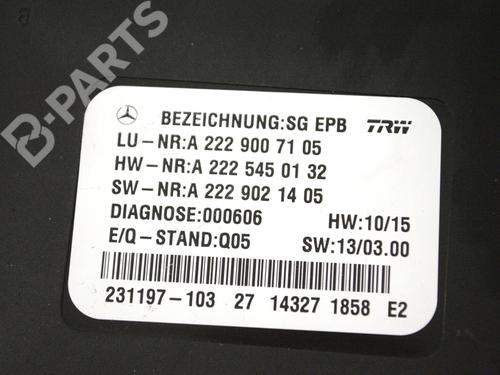 B-PARTS
BEZEICHNUNG:SG EPB TRW
LU-NR:A 222 900 71 05
HW-NR:A 222 545 01 32
SW-NR:A 222 902 14 05
DIAGNOSE:000606 HW:10/15
E/Q-STAND:Q05 SW:13/03.00
231197-103 27 14327 1858 E2